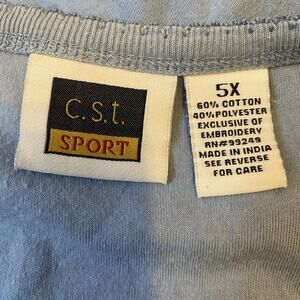 c.s.t.
SPORT
5X
60% COTTON
40% POLYESTER
EXCLUSIVE OF
EMBROIDERY
RN#99249
MADE IN INDIA
SEE REVERSE
FOR CARE